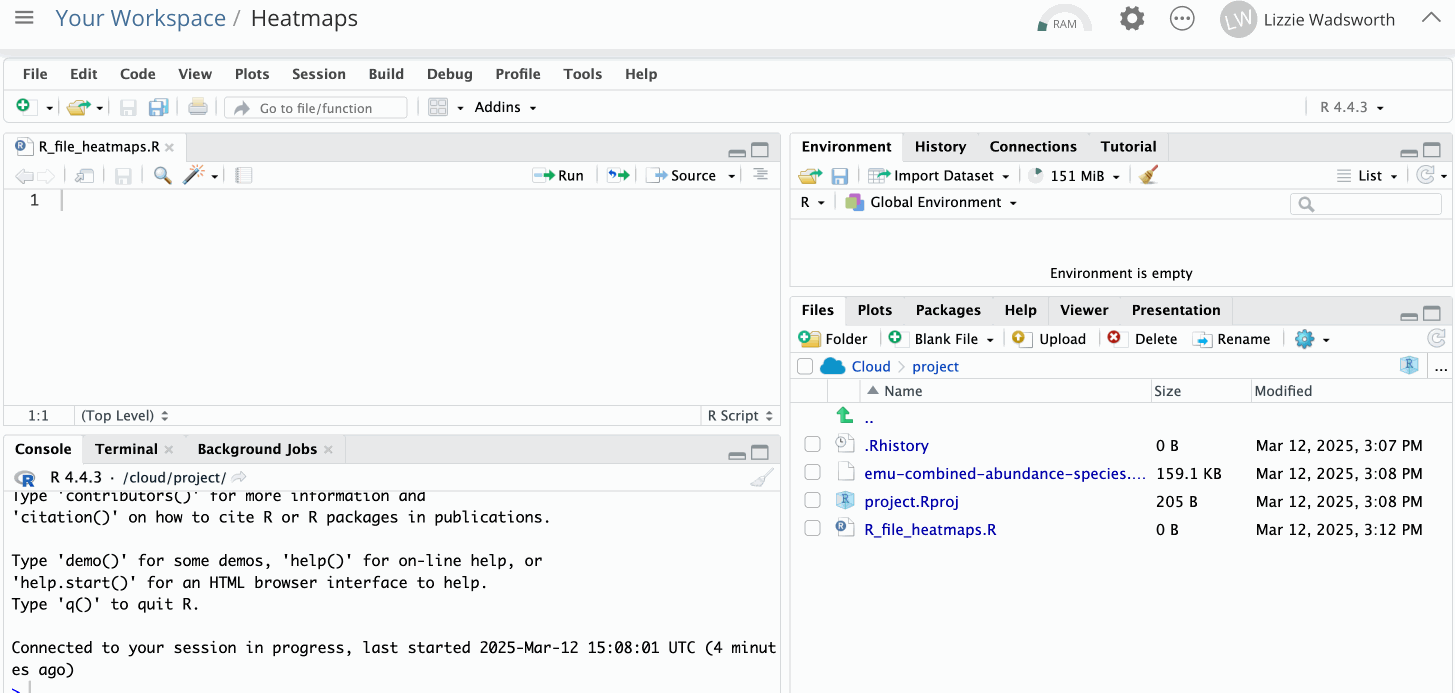 Your Workspace / Heatmaps
RAM
LW Lizzie Wadsworth
File Edit Code View Plots Session Build Debug Profile Tools Help
Go to file/function Addins R 4.4.3
R_file_heatmaps.R
Run Source
1
1:1 (Top Level) R Script
Console Terminal Background Jobs
R 4.4.3 · /cloud/project/
Type 'contributors()' for more information and
'citation()' on how to cite R or R packages in publications.
Type 'demo()' for some demos, 'help()' for on-line help, or
'help.start()' for an HTML browser interface to help.
Type 'q()' to quit R.
Connected to your session in progress, last started 2025-Mar-12 15:08:01 UTC (4 minut
es ago)
>
Environment History Connections Tutorial
Import Dataset 151 MiB List
R Global Environment
Environment is empty
Files Plots Packages Help Viewer Presentation
Folder Blank File Upload Delete Rename
Cloud project ...
Name Size Modified
..
.Rhistory 0 B Mar 12, 2025, 3:07 PM
emu-combined-abundance-species.... 159.1 KB Mar 12, 2025, 3:08 PM
project.Rproj 205 B Mar 12, 2025, 3:08 PM
R_file_heatmaps.R 0 B Mar 12, 2025, 3:12 PM